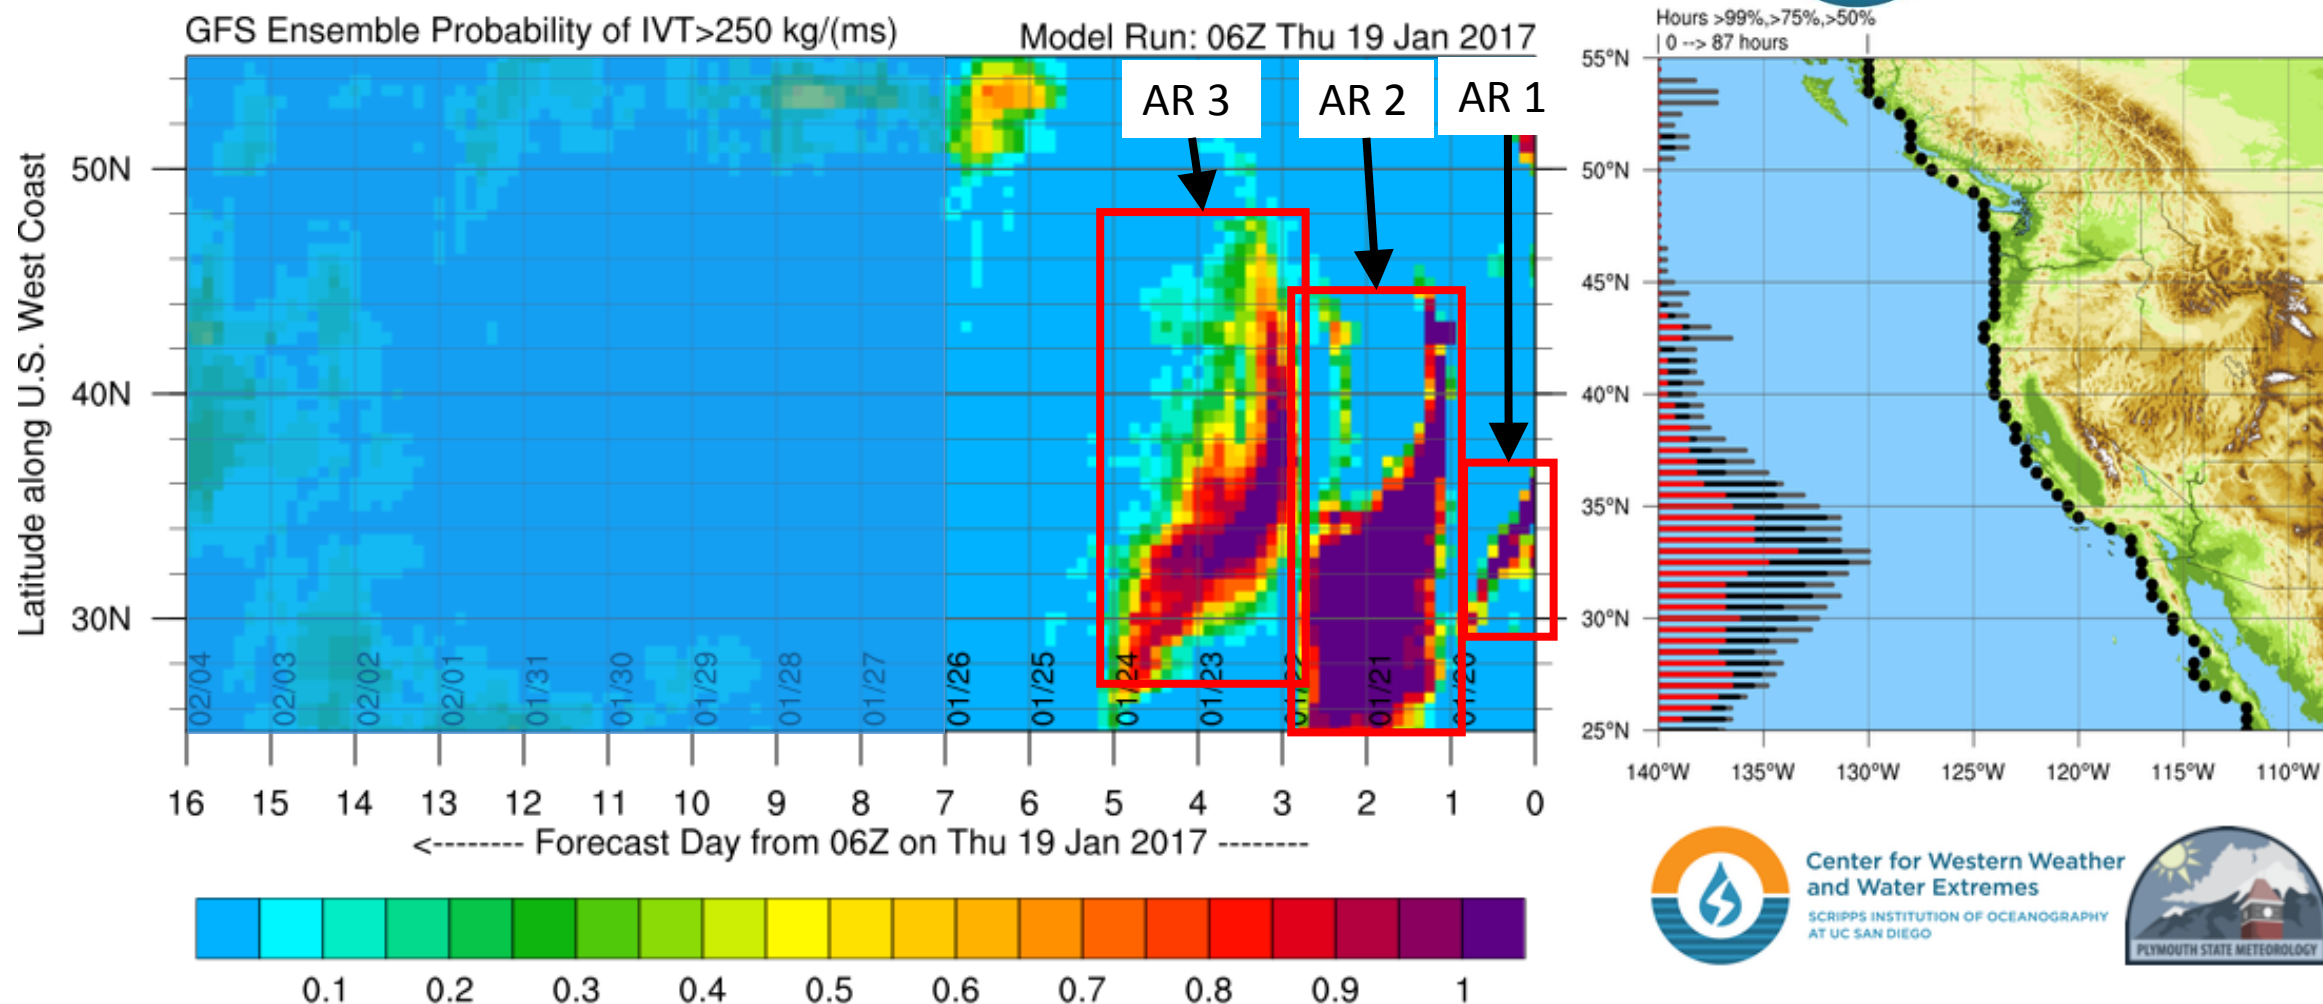 GFS Ensemble Probability of IVT>250 kg/(ms)
Model Run: 06Z Thu 19 Jan 2017
Hours >99%,>75%,>50%
0 --> 87 hours
AR 3
AR 2
AR 1
Latitude along U.S. West Coast
50N
40N
30N
02/04
02/03
02/02
02/01
01/31
01/30
01/29
01/28
01/27
01/26
01/25
01/24
01/23
01/22
01/21
01/20
16 15 14 13 12 11 10 9 8 7 6 5 4 3 2 1 0
<-------- Forecast Day from 06Z on Thu 19 Jan 2017 --------
0.1 0.2 0.3 0.4 0.5 0.6 0.7 0.8 0.9 1
55°N
50°N
45°N
40°N
35°N
30°N
25°N
140°W 135°W 130°W 125°W 120°W 115°W 110°W
Center for Western Weather
and Water Extremes
SCRIPPS INSTITUTION OF OCEANOGRAPHY
AT UC SAN DIEGO
PLYMOUTH STATE METEOROLOGY